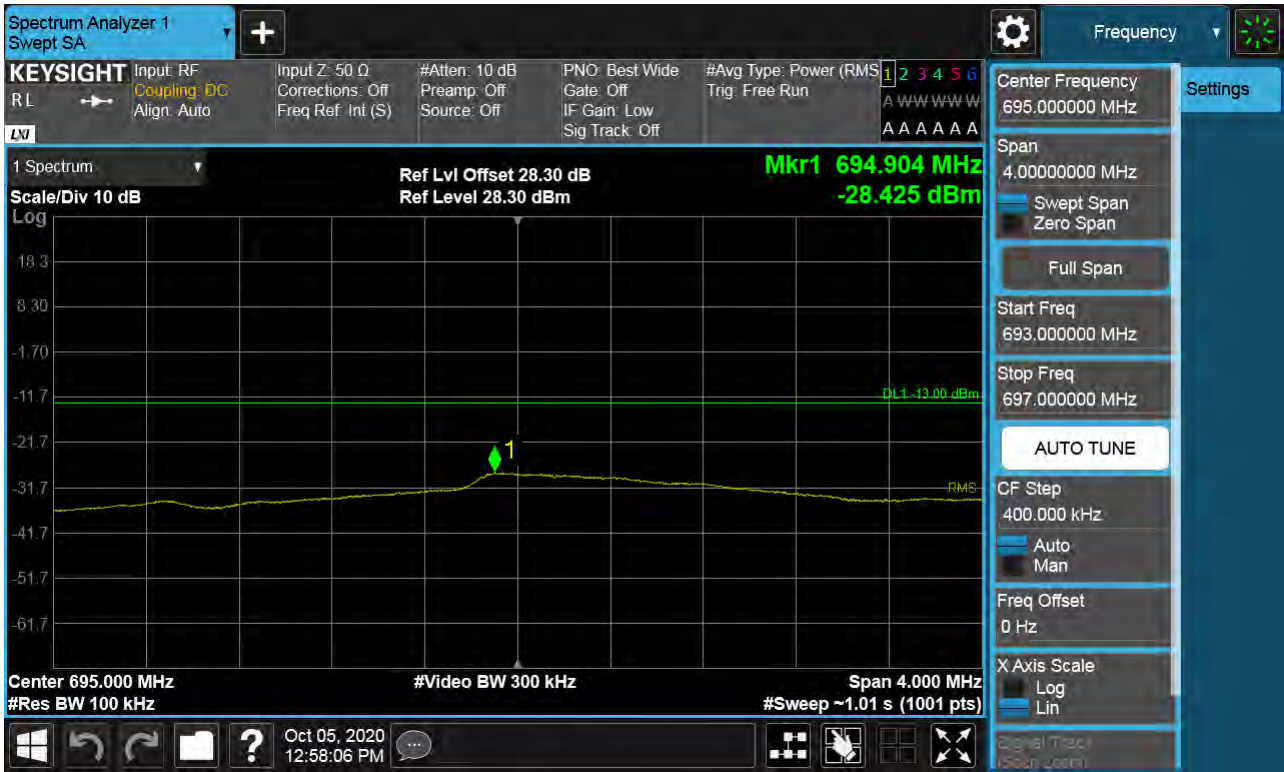 Spectrum Analyzer 1
Swept SA
+
Frequency
KEYSIGHT
RL
LXI
Input: RF
Coupling: DC
Align: Auto
Input Z: 50 Ω
Corrections: Off
Freq Ref: Int (S)
#Atten: 10 dB
Preamp: Off
Source: Off
PNO: Best Wide
Gate: Off
IF Gain: Low
Sig Track: Off
#Avg Type: Power (RMS
Trig: Free Run
1 2 3 4 5 6
A W W W W W
A A A A A A
Center Frequency
695.000000 MHz
Settings
1 Spectrum
Scale/Div 10 dB
Log
Ref Lvl Offset 28.30 dB
Ref Level 28.30 dBm
Mkr1 694.904 MHz
-28.425 dBm
18.3
8.30
-1.70
-11.7
-21.7
-31.7
-41.7
-51.7
-61.7
DL1 -13.00 dBm
1
RMS
Span
4.00000000 MHz
Swept Span
Zero Span
Full Span
Start Freq
693.000000 MHz
Stop Freq
697.000000 MHz
AUTO TUNE
CF Step
400.000 kHz
Auto
Man
Freq Offset
0 Hz
X Axis Scale
Log
Lin
Signal Track
(Span Zoom)
Center 695.000 MHz
#Video BW 300 kHz
Span 4.000 MHz
#Res BW 100 kHz
#Sweep ~1.01 s (1001 pts)
?
Oct 05, 2020
12:58:06 PM